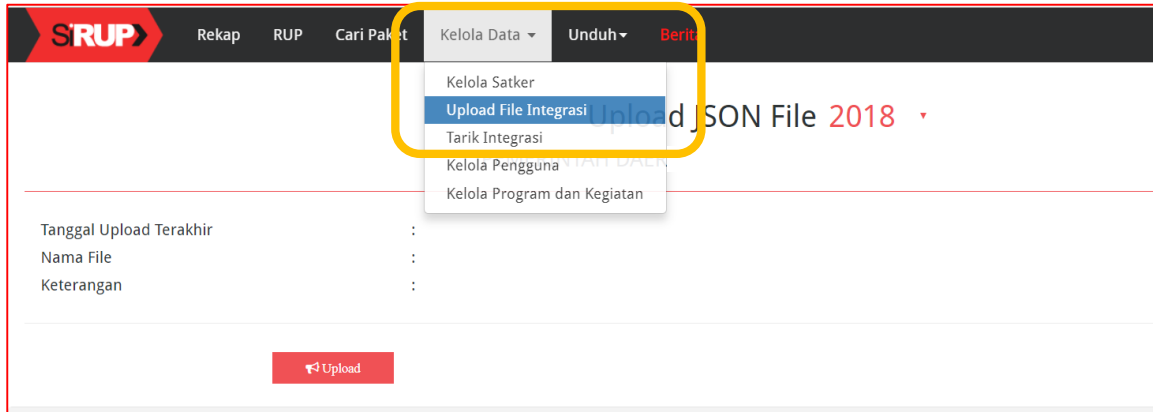 SiRUP Rekap RUP Cari Paket Kelola Data Unduh Berita
Kelola Satker
Upload File Integrasi
Tarik Integrasi
Kelola Pengguna
Kelola Program dan Kegiatan
Upload JSON File 2018
Tanggal Upload Terakhir :
Nama File :
Keterangan :
Upload